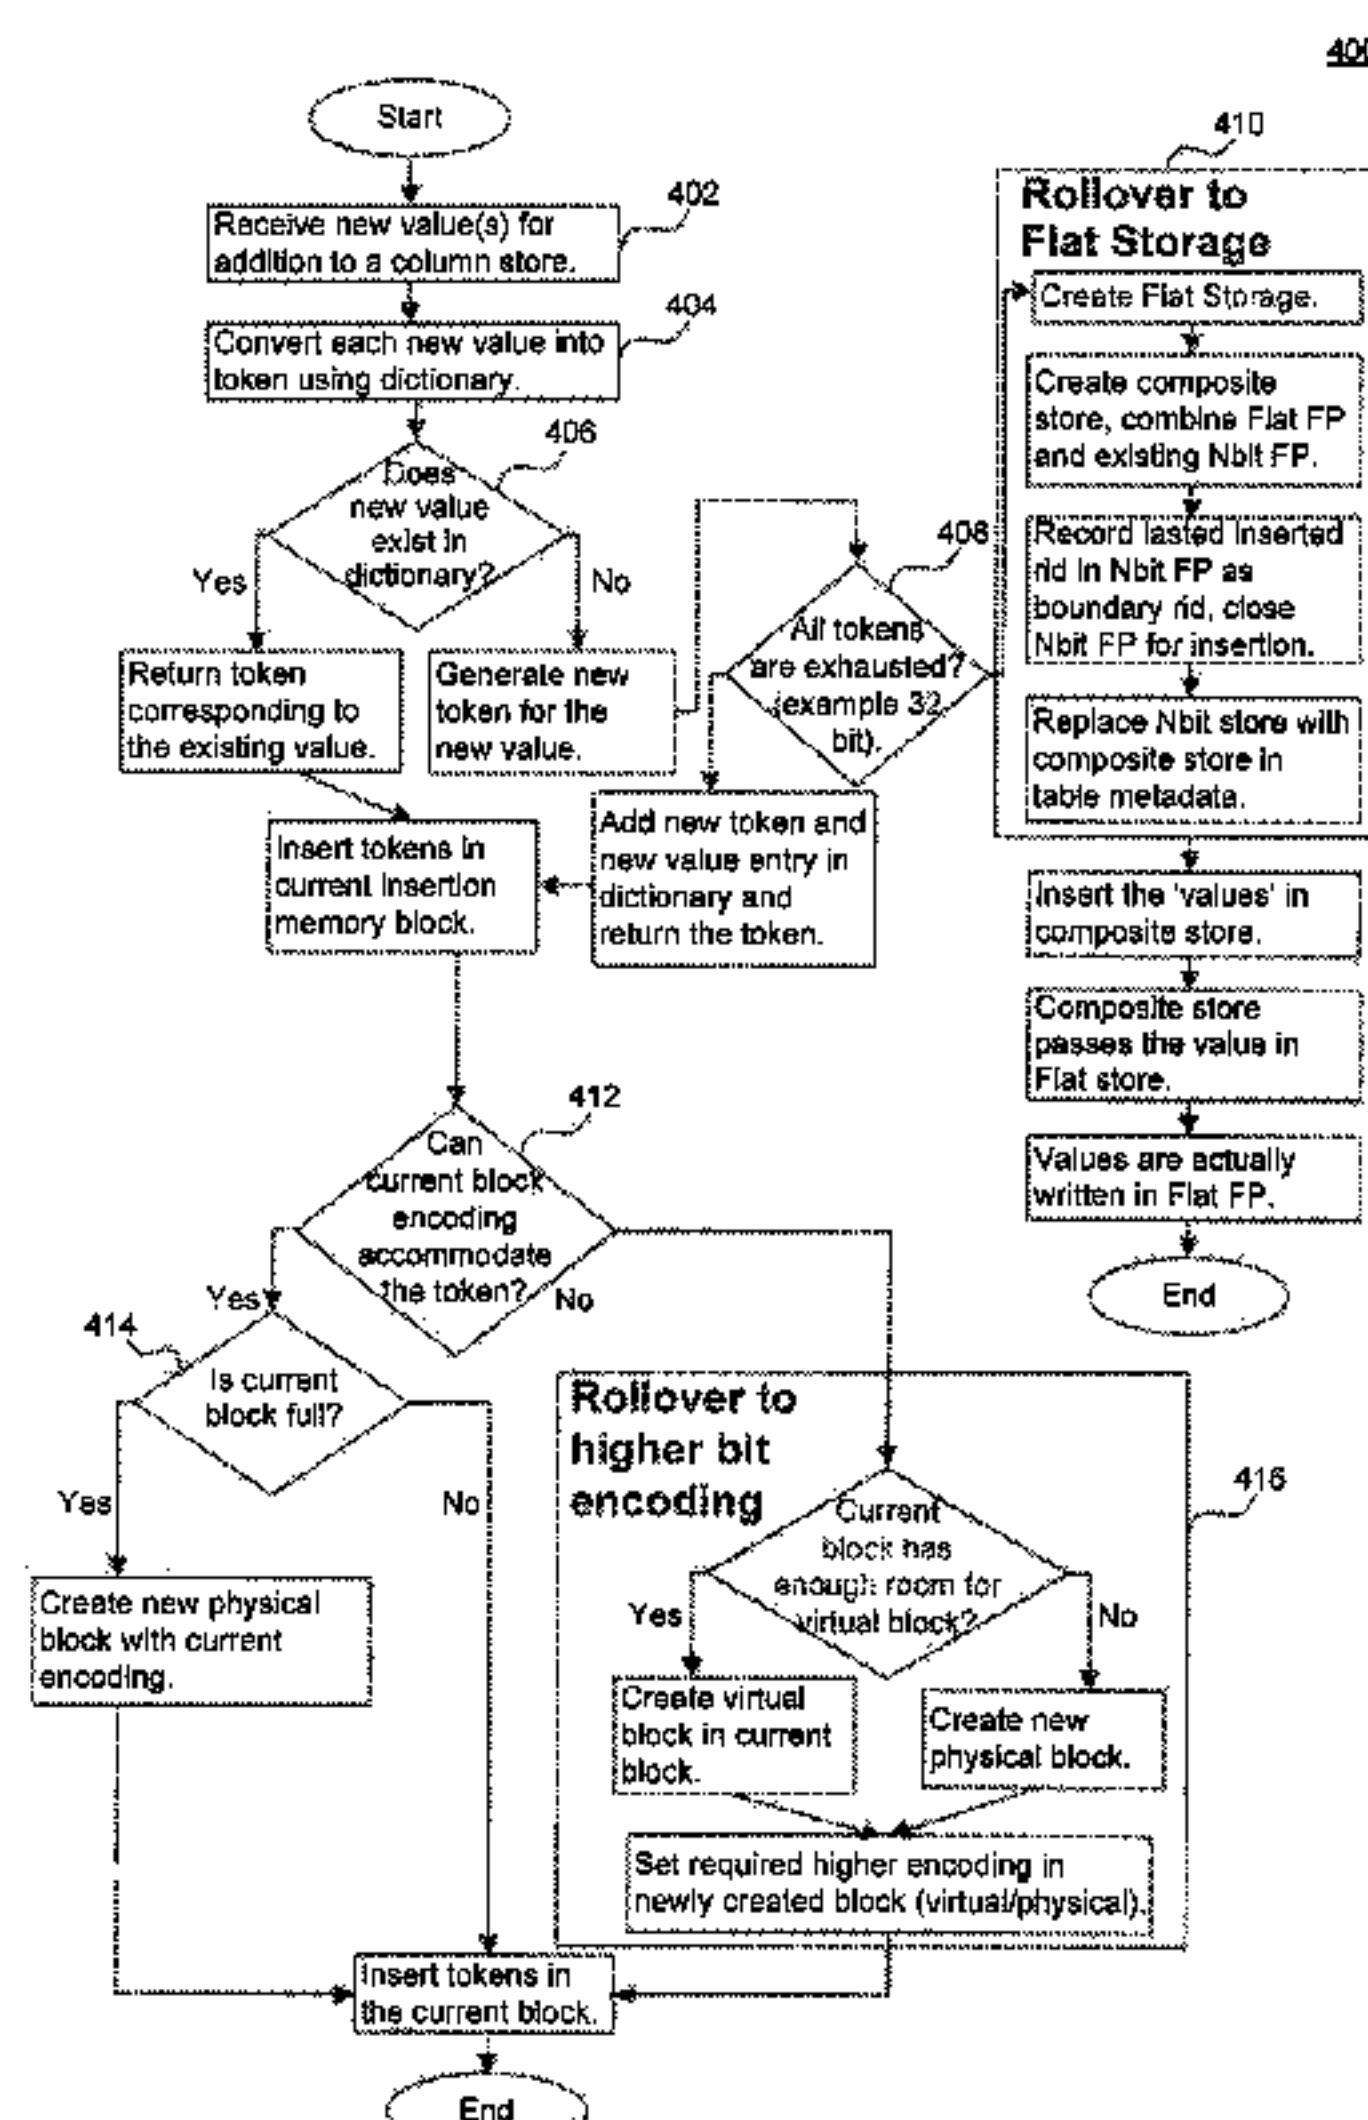 400
Start
402
Receive new value(s) for
addition to a column store.
404
Convert each new value into
token using dictionary.
406
Does
new value
exist in
dictionary?
Yes
No
Return token
corresponding to
the existing value.
Generate new
token for the
new value.
408
All tokens
are exhausted?
(example 32
bit).
Add new token and
new value entry in
dictionary and
return the token.
Insert tokens in
current insertion
memory block.
410
Rollover to
Flat Storage
Create Flat Storage.
Create composite
store, combine Flat FP
and existing Nbit FP.
Record lasted inserted
rid in Nbit FP as
boundary rid, close
Nbit FP for insertion.
Replace Nbit store with
composite store in
table metadata.
Insert the 'values' in
composite store.
Composite store
passes the value in
Flat store.
Values are actually
written in Flat FP.
End
412
Can
current block
encoding
accommodate
the token?
Yes
No
414
Is current
block full?
Yes
No
Create new physical
block with current
encoding.
Rollover to
higher bit
encoding
416
Current
block has
enough room for
virtual block?
Yes
No
Create virtual
block in current
block.
Create new
physical block.
Set required higher encoding in
newly created block (virtual/physical).
Insert tokens in
the current block.
End